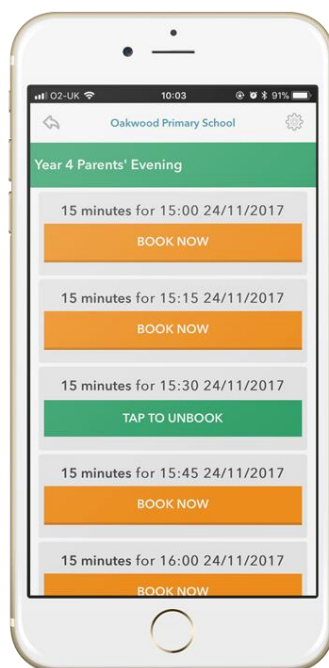 O2-UK 10:03 91%
Oakwood Primary School
Year 4 Parents' Evening
15 minutes for 15:00 24/11/2017
BOOK NOW
15 minutes for 15:15 24/11/2017
BOOK NOW
15 minutes for 15:30 24/11/2017
TAP TO UNBOOK
15 minutes for 15:45 24/11/2017
BOOK NOW
15 minutes for 16:00 24/11/2017
BOOK NOW